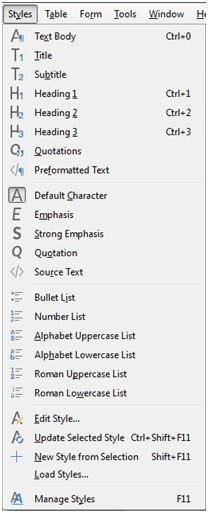 Styles Table Form Tools Window H
Text Body Ctrl+0
Title
Subtitle
Heading 1 Ctrl+1
Heading 2 Ctrl+2
Heading 3 Ctrl+3
Quotations
Preformatted Text
Default Character
Emphasis
Strong Emphasis
Quotation
Source Text
Bullet List
Number List
Alphabet Uppercase List
Alphabet Lowercase List
Roman Uppercase List
Roman Lowercase List
Edit Style...
Update Selected Style Ctrl+Shift+F11
New Style from Selection Shift+F11
Load Styles...
Manage Styles F11